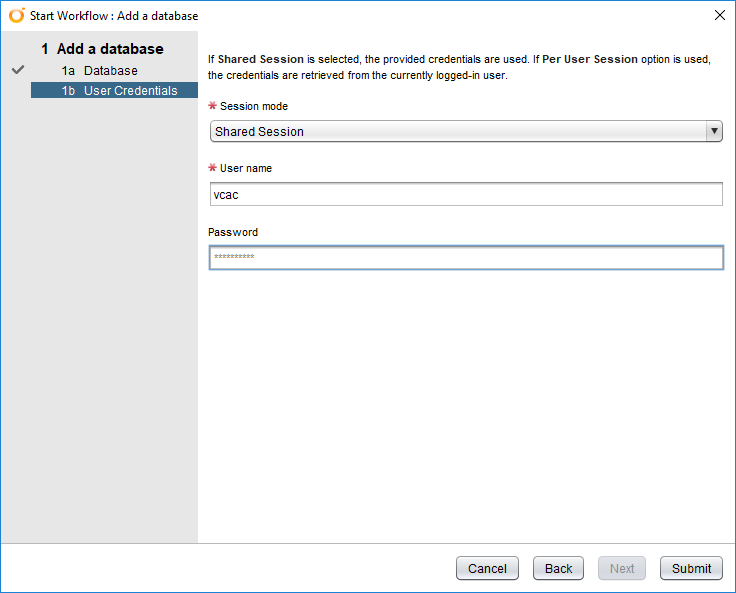 Start Workflow : Add a database
1 Add a database
1a Database
1b User Credentials
If Shared Session is selected, the provided credentials are used. If Per User Session option is used,
the credentials are retrieved from the currently logged-in user.
* Session mode
Shared Session
* User name
vcac
Password
**********
Cancel Back Next Submit